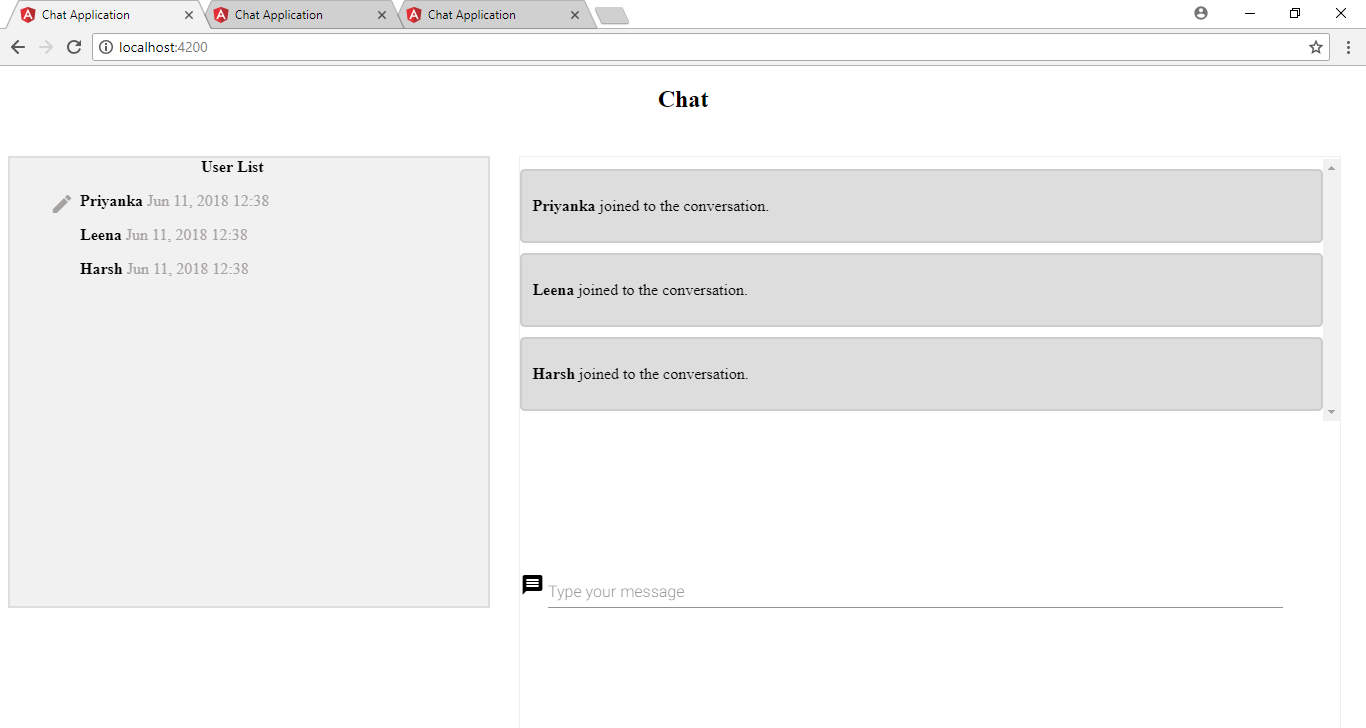 Chat Application
Chat Application
Chat Application
localhost:4200
Chat
User List
Priyanka Jun 11, 2018 12:38
Leena Jun 11, 2018 12:38
Harsh Jun 11, 2018 12:38
Priyanka joined to the conversation.
Leena joined to the conversation.
Harsh joined to the conversation.
Type your message